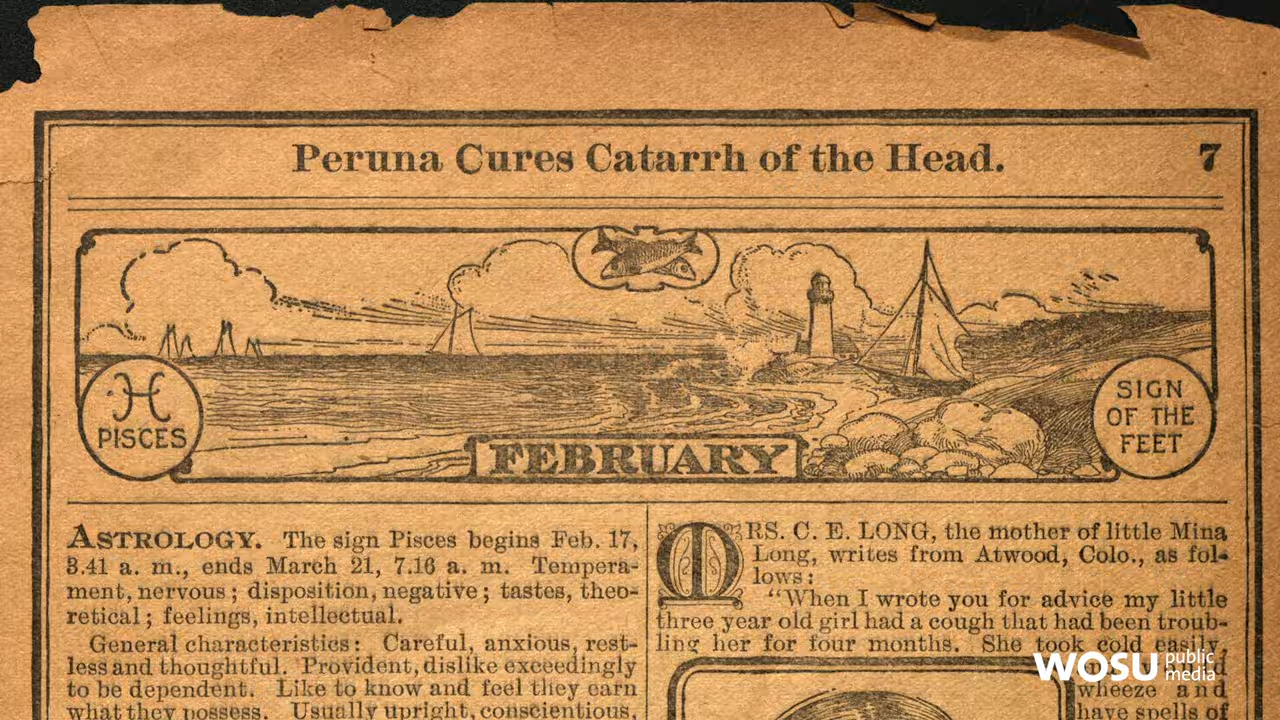 Peruna Cures Catarrh of the Head.
7
PISCES
SIGN
OF THE
FEET
FEBRUARY
ASTROLOGY. The sign Pisces begins Feb. 17,
3.41 a. m., ends March 21, 7.16 a. m. Tempera-
ment, nervous; disposition, negative; tastes, theo-
retical; feelings, intellectual.
General characteristics: Careful, anxious, rest-
less and thoughtful. Provident, dislike exceedingly
to be dependent. Like to know and feel they earn
what they possess. Usually upright, conscientious,
MRS. C. E. LONG, the mother of little Mina
Long, writes from Atwood, Colo., as fol-
lows:
"When I wrote you for advice my little
three year old girl had a cough that had been troub-
ling her for four months. She took cold easily,
wheeze and
have spells of
WOSU public
media